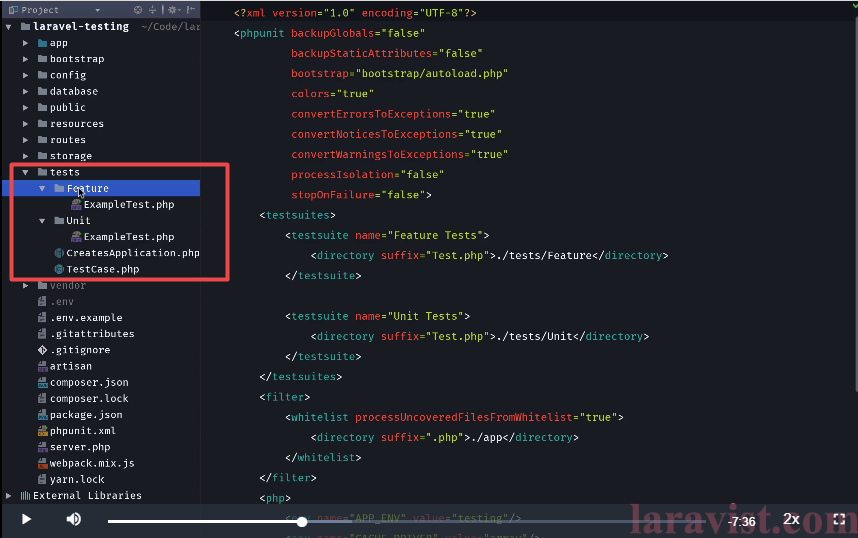 Project
laravel-testing ~/Code/lar
app
bootstrap
config
database
public
resources
routes
storage
tests
Feature
ExampleTest.php
Unit
ExampleTest.php
CreatesApplication.php
TestCase.php
vendor
.env
.env.example
.gitattributes
.gitignore
artisan
composer.json
composer.lock
package.json
phpunit.xml
server.php
webpack.mix.js
yarn.lock
External Libraries
<?xml version="1.0" encoding="UTF-8"?>
<phpunit backupGlobals="false"
backupStaticAttributes="false"
bootstrap="bootstrap/autoload.php"
colors="true"
convertErrorsToExceptions="true"
convertNoticesToExceptions="true"
convertWarningsToExceptions="true"
processIsolation="false"
stopOnFailure="false">
<testsuites>
<testsuite name="Feature Tests">
<directory suffix="Test.php">./tests/Feature</directory>
</testsuite>
<testsuite name="Unit Tests">
<directory suffix="Test.php">./tests/Unit</directory>
</testsuite>
</testsuites>
<filter>
<whitelist processUncoveredFilesFromWhitelist="true">
<directory suffix=".php">./app</directory>
</whitelist>
</filter>
<php>
<env name="APP_ENV" value="testing"/>
<env name="CACHE_DRIVER" value="array"/>
-7:36 2x
laravist.com